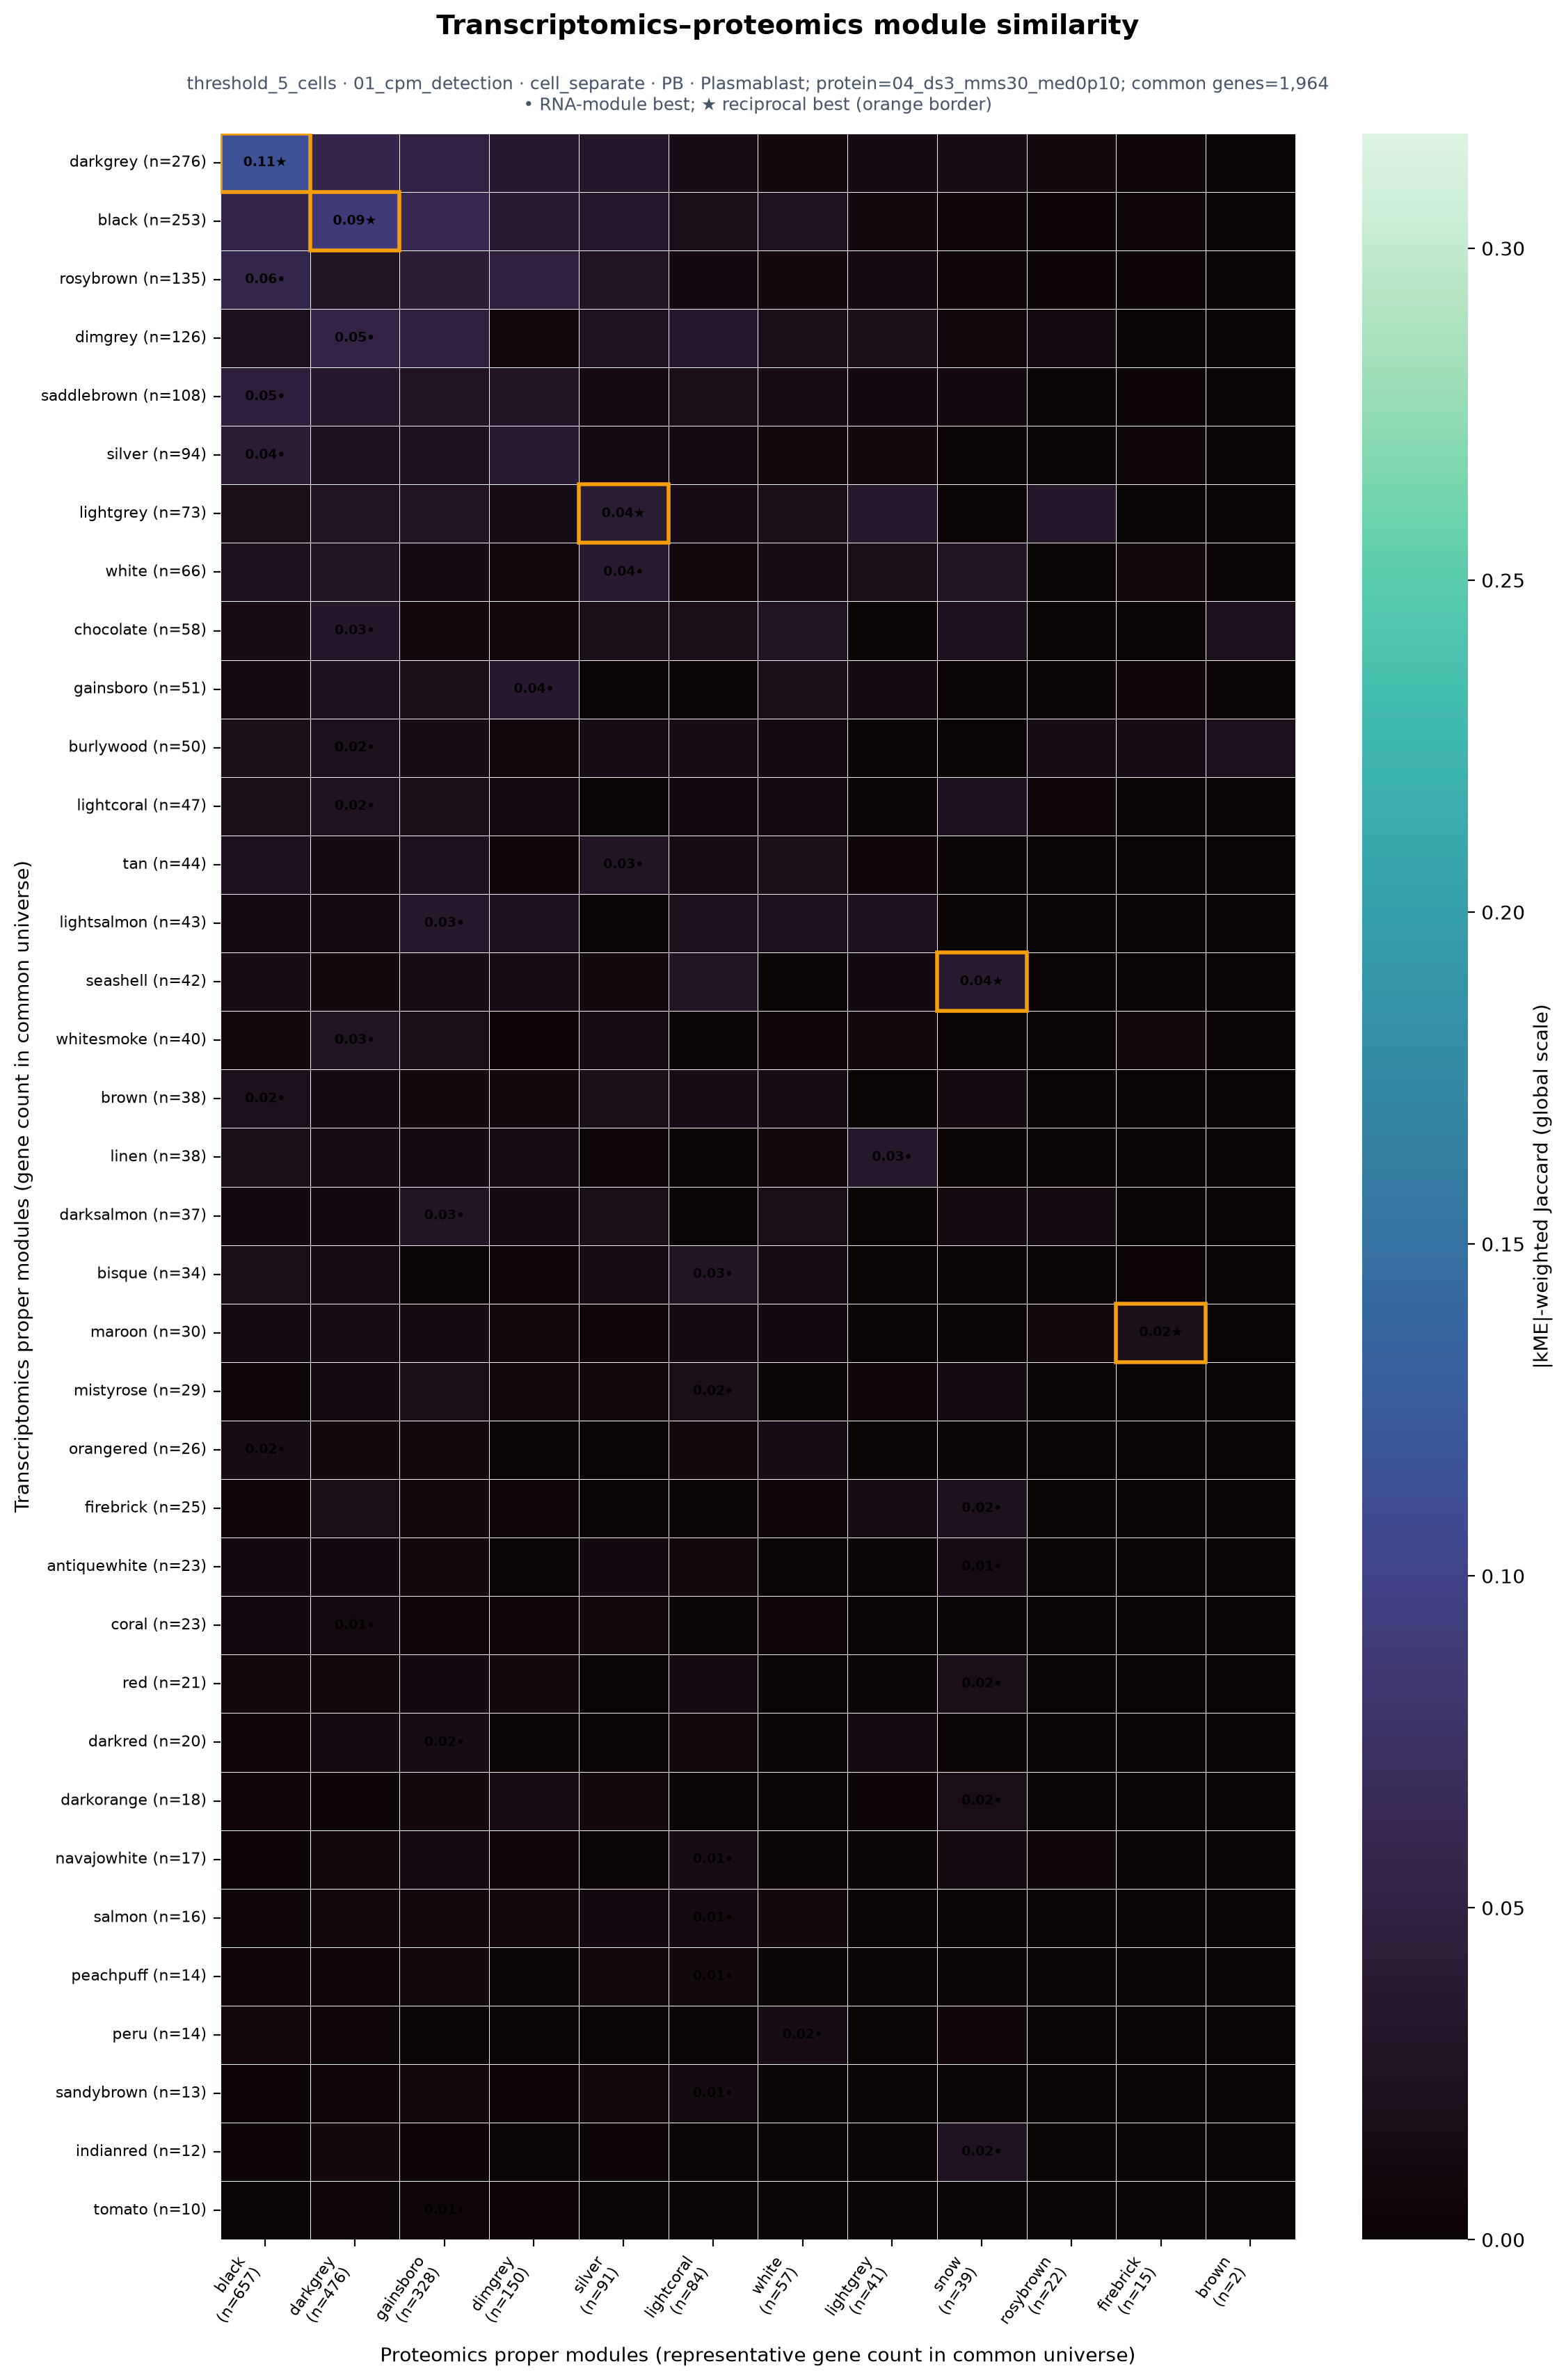 Transcriptomics–proteomics module similarity
threshold_5_cells · 01_cpm_detection · cell_separate · PB · Plasmablast; protein=04_ds3_mms30_med0p10; common genes=1,964
• RNA-module best; ★ reciprocal best (orange border)
Transcriptomics proper modules (gene count in common universe)
darkgrey (n=276)
0.11★
black (n=253)
0.09★
rosybrown (n=135)
0.06•
dimgrey (n=126)
0.05•
saddlebrown (n=108)
0.05•
silver (n=94)
0.04•
lightgrey (n=73)
0.04★
white (n=66)
0.04•
chocolate (n=58)
0.03•
gainsboro (n=51)
0.04•
burlywood (n=50)
0.02•
lightcoral (n=47)
0.02•
tan (n=44)
0.03•
lightsalmon (n=43)
0.03•
seashell (n=42)
0.04★
whitesmoke (n=40)
0.03•
brown (n=38)
0.02•
linen (n=38)
0.03•
darksalmon (n=37)
0.03•
bisque (n=34)
0.03•
maroon (n=30)
0.02★
mistyrose (n=29)
0.02•
orangered (n=26)
0.02•
firebrick (n=25)
0.02•
antiquewhite (n=23)
0.01•
coral (n=23)
0.01•
red (n=21)
0.02•
darkred (n=20)
0.02•
darkorange (n=18)
0.02•
navajowhite (n=17)
0.01•
salmon (n=16)
0.01•
peachpuff (n=14)
0.01•
peru (n=14)
0.02•
sandybrown (n=13)
0.01•
indianred (n=12)
0.02•
tomato (n=10)
0.01•
black
(n=657)
darkgrey
(n=476)
gainsboro
(n=328)
dimgrey
(n=150)
silver
(n=91)
lightcoral
(n=84)
white
(n=57)
lightgrey
(n=41)
snow
(n=39)
rosybrown
(n=22)
firebrick
(n=15)
brown
(n=2)
Proteomics proper modules (representative gene count in common universe)
0.30
0.25
0.20
0.15
0.10
0.05
0.00
|kME|-weighted Jaccard (global scale)